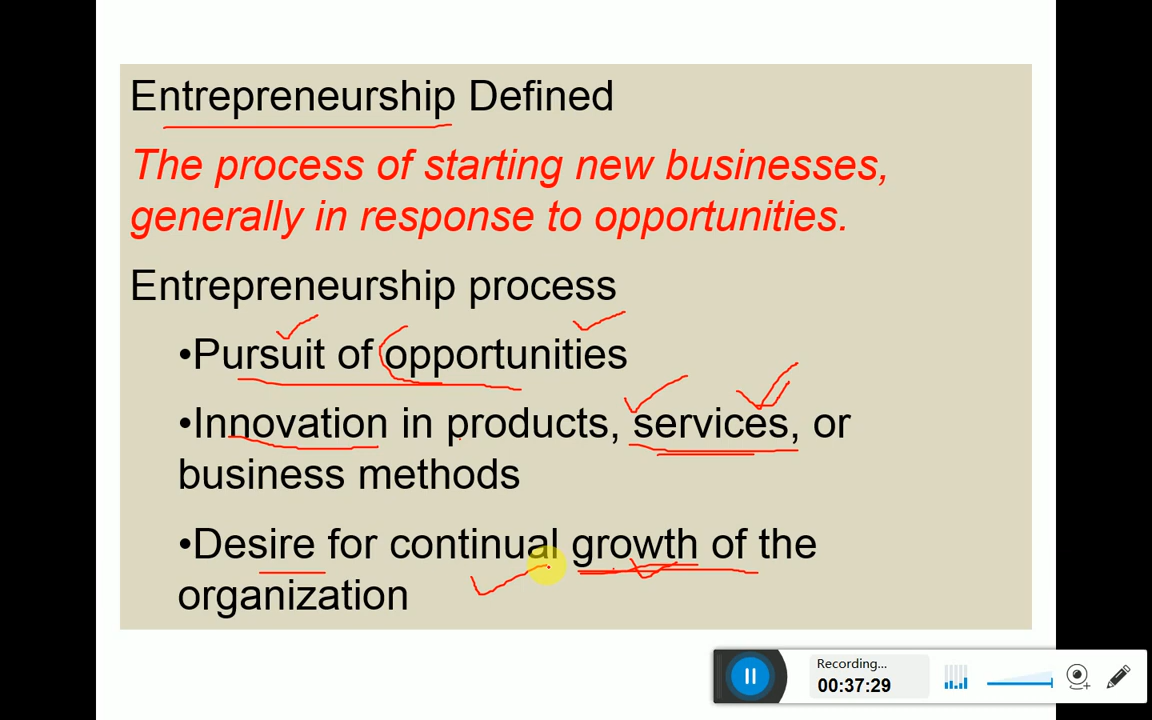 Entrepreneurship Defined
The process of starting new businesses,
generally in response to opportunities.
Entrepreneurship process
•Pursuit of opportunities
•Innovation in products, services, or
business methods
•Desire for continual growth of the
organization
Recording...
00:37:29